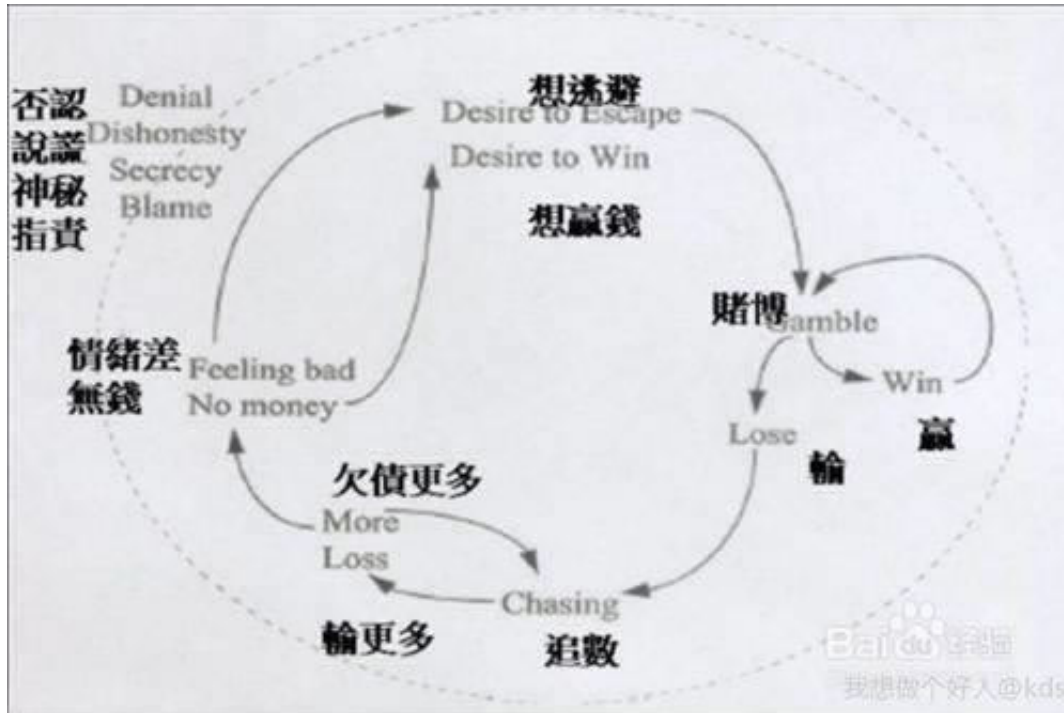 否認
說謊
神秘
指責
Denial
Dishonesty
Secrecy
Blame
想逃避
Desire to Escape
Desire to Win
想贏錢
賭博
Gamble
Win
贏
Lose
輸
情緒差
無錢
Feeling bad
No money
欠債更多
More
Loss
輸更多
Chasing
追數
Baidu 经验
我想做个好人@kds